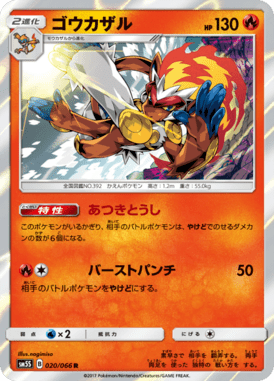 2進化
ゴウカザル
HP 130
モウカザルから進化
全国図鑑NO.392 かえんポケモン 高さ:1.2m 重さ:55.0kg
特性 あつきとうし
このポケモンがいるかぎり、相手のバトルポケモンは、やけどでのせるダメカンの数が6個になる。
バーストパンチ 50
相手のバトルポケモンをやけどにする。
弱点 ×2 抵抗力 にげる
illus. nagimiso
SM5S 020/066 R
©2017 Pokémon/Nintendo/Creatures/GAME FREAK.